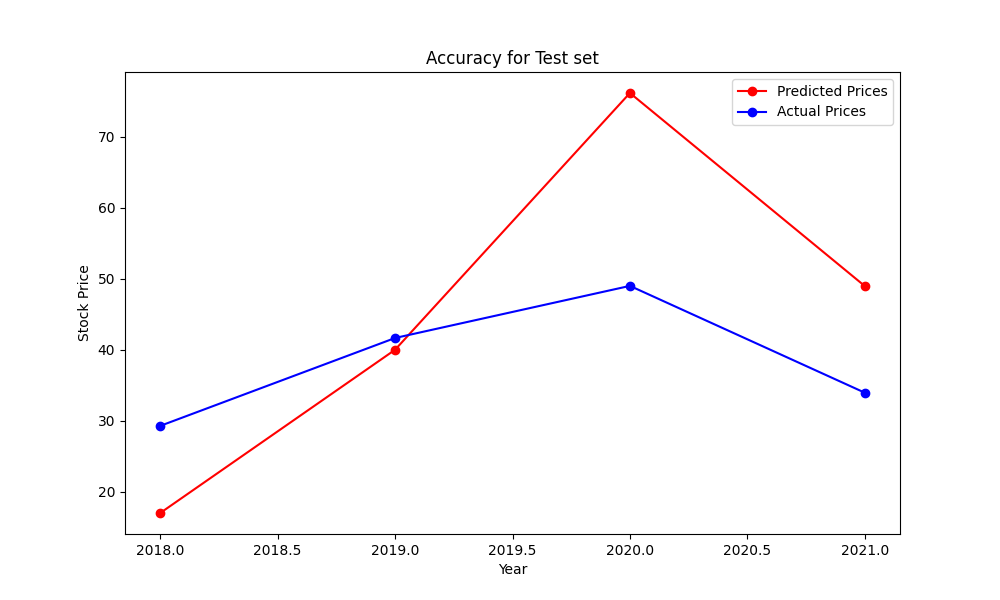 Accuracy for Test set
Predicted Prices
Actual Prices
70
60
50
40
30
20
Stock Price
2018.0 2018.5 2019.0 2019.5 2020.0 2020.5 2021.0
Year